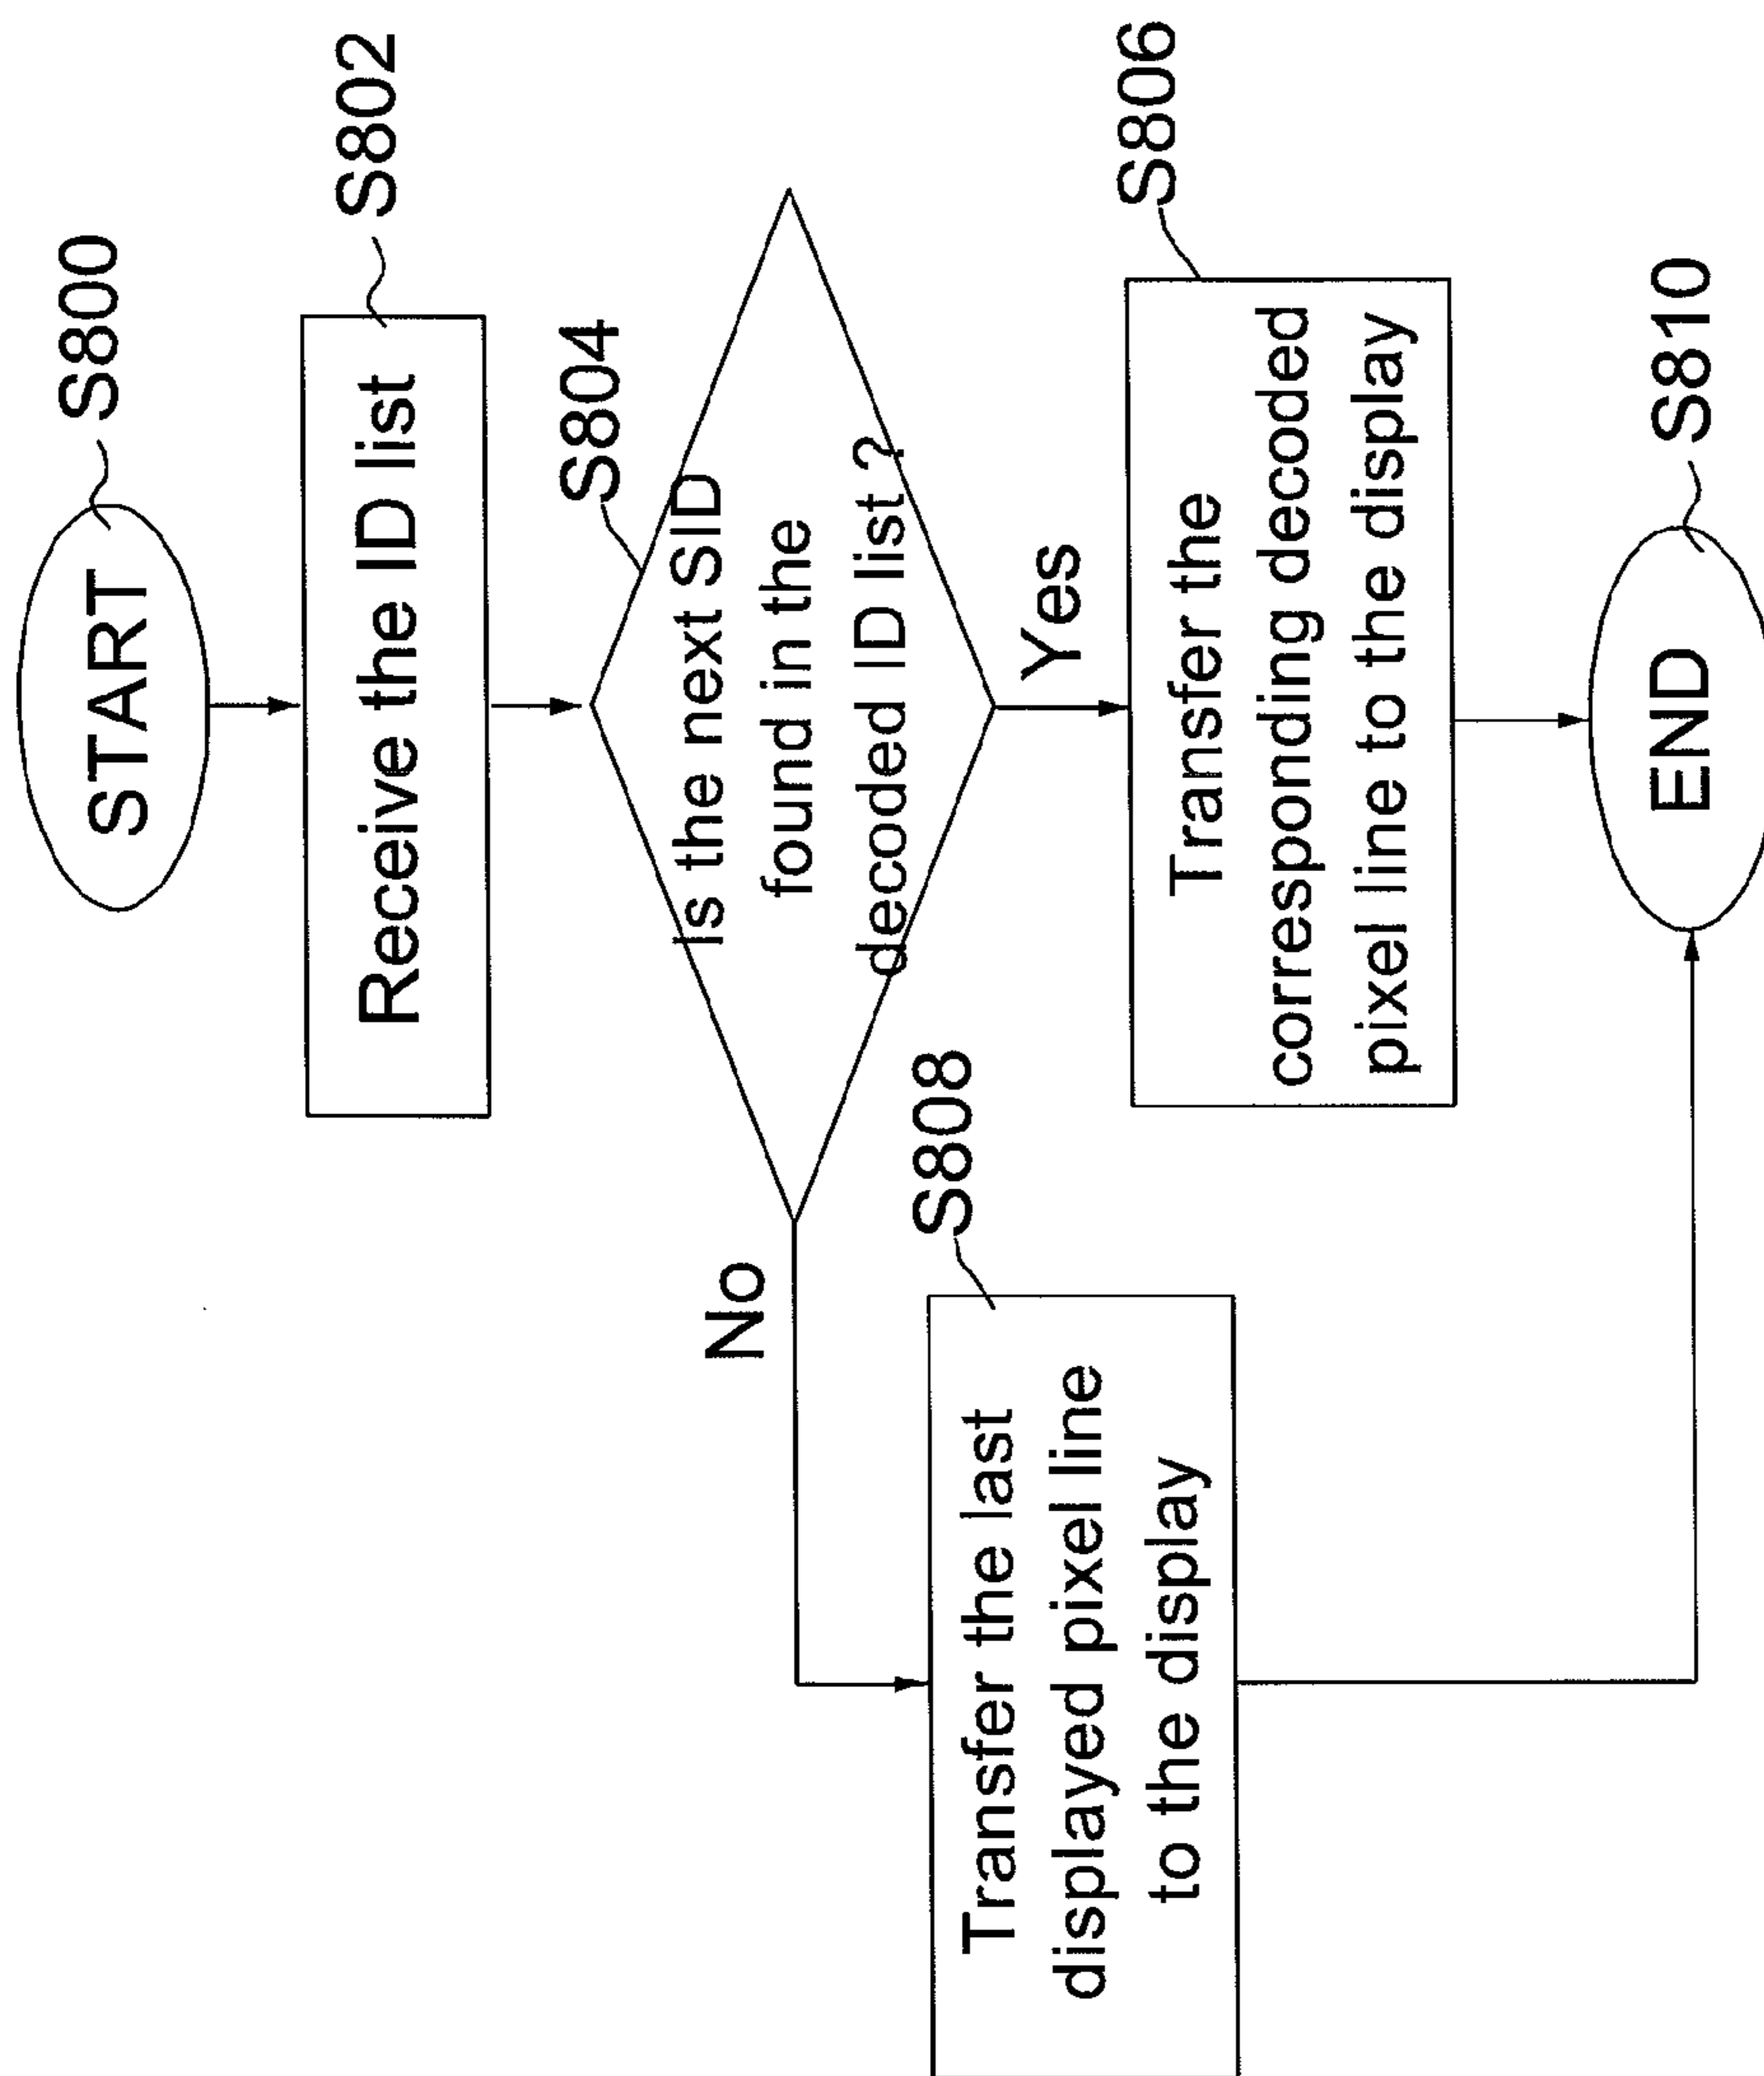 START
S800
Receive the ID list
S802
S804
Is the next SID
found in the
decoded ID list ?
Yes
No
Transfer the
corresponding decoded
pixel line to the display
S806
S808
Transfer the last
displayed pixel line
to the display
END
S810